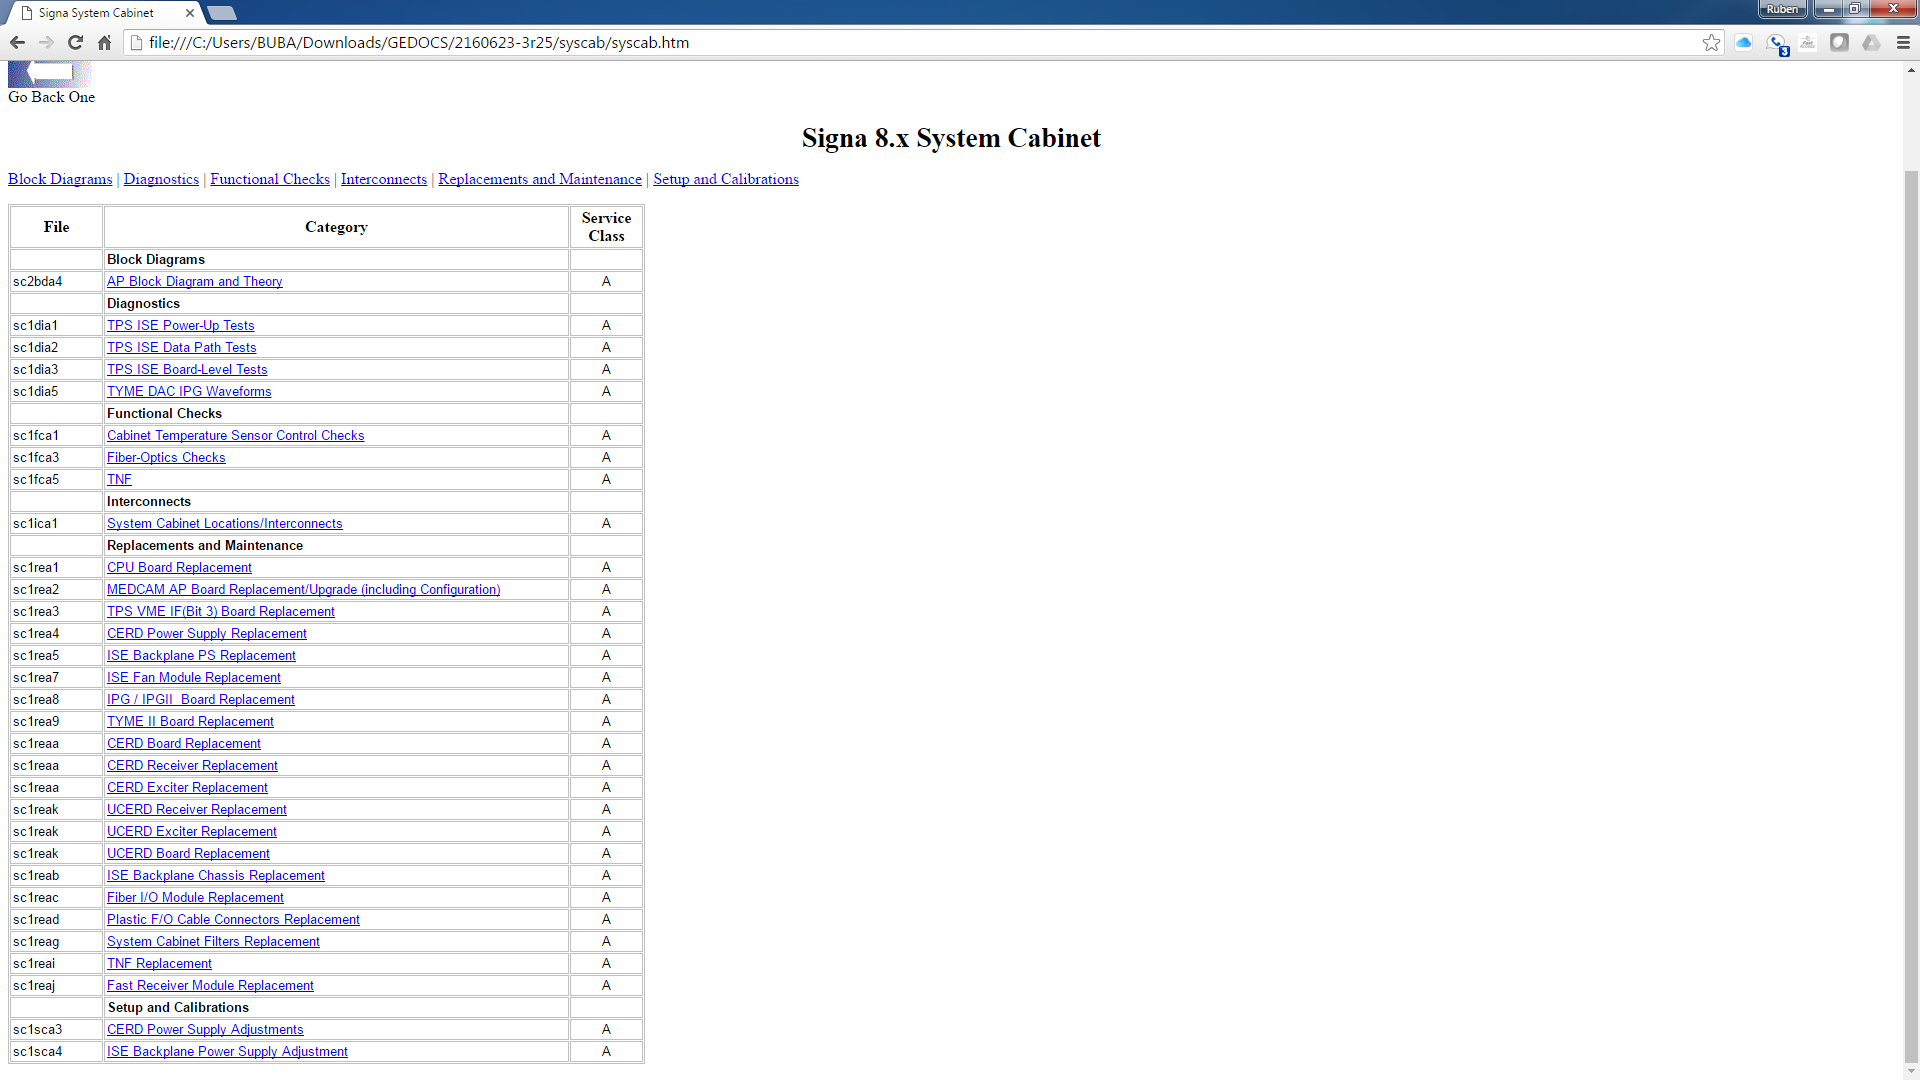 Signa System Cabinet
Ruben
file:///C:/Users/BUBA/Downloads/GEDOCS/2160623-3r25/syscab/syscab.htm
3
Go Back One
Signa 8.x System Cabinet
Block Diagrams | Diagnostics | Functional Checks | Interconnects | Replacements and Maintenance | Setup and Calibrations
File Category Service Class
Block Diagrams
sc2bda4 AP Block Diagram and Theory A
Diagnostics
sc1dia1 TPS ISE Power-Up Tests A
sc1dia2 TPS ISE Data Path Tests A
sc1dia3 TPS ISE Board-Level Tests A
sc1dia5 TYME DAC IPG Waveforms A
Functional Checks
sc1fca1 Cabinet Temperature Sensor Control Checks A
sc1fca3 Fiber-Optics Checks A
sc1fca5 TNF A
Interconnects
sc1ica1 System Cabinet Locations/Interconnects A
Replacements and Maintenance
sc1rea1 CPU Board Replacement A
sc1rea2 MEDCAM AP Board Replacement/Upgrade (including Configuration) A
sc1rea3 TPS VME IF(Bit 3) Board Replacement A
sc1rea4 CERD Power Supply Replacement A
sc1rea5 ISE Backplane PS Replacement A
sc1rea7 ISE Fan Module Replacement A
sc1rea8 IPG / IPGII  Board Replacement A
sc1rea9 TYME II Board Replacement A
sc1reaa CERD Board Replacement A
sc1reaa CERD Receiver Replacement A
sc1reaa CERD Exciter Replacement A
sc1reak UCERD Receiver Replacement A
sc1reak UCERD Exciter Replacement A
sc1reak UCERD Board Replacement A
sc1reab ISE Backplane Chassis Replacement A
sc1reac Fiber I/O Module Replacement A
sc1read Plastic F/O Cable Connectors Replacement A
sc1reag System Cabinet Filters Replacement A
sc1reai TNF Replacement A
sc1reaj Fast Receiver Module Replacement A
Setup and Calibrations
sc1sca3 CERD Power Supply Adjustments A
sc1sca4 ISE Backplane Power Supply Adjustment A